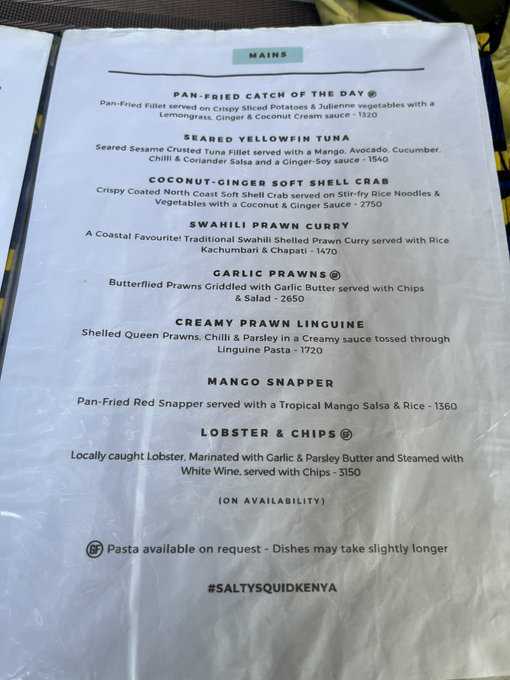 MAINS
PAN-FRIED CATCH OF THE DAY GF
Pan-Fried Fillet served on Crispy Sliced Potatoes & Julienne vegetables with a
Lemongrass, Ginger & Coconut Cream sauce - 1320
SEARED YELLOWFIN TUNA
Seared Sesame Crusted Tuna Fillet served with a Mango, Avocado, Cucumber,
Chilli & Coriander Salsa and a Ginger-Soy sauce - 1540
COCONUT-GINGER SOFT SHELL CRAB
Crispy Coated North Coast Soft Shell Crab served on Stir-fry Rice Noodles &
Vegetables with a Coconut & Ginger Sauce - 2750
SWAHILI PRAWN CURRY
A Coastal Favourite! Traditional Swahili Shelled Prawn Curry served with Rice
Kachumbari & Chapati - 1470
GARLIC PRAWNS GF
Butterflied Prawns Griddled with Garlic Butter served with Chips
& Salad - 2650
CREAMY PRAWN LINGUINE
Shelled Queen Prawns, Chilli & Parsley in a Creamy sauce tossed through
Linguine Pasta - 1720
MANGO SNAPPER
Pan-Fried Red Snapper served with a Tropical Mango Salsa & Rice - 1360
LOBSTER & CHIPS GF
Locally caught Lobster, Marinated with Garlic & Parsley Butter and Steamed with
White Wine, served with Chips - 3150
(ON AVAILABILITY)
GF Pasta available on request - Dishes may take slightly longer
#SALTYSQUIDKENYA